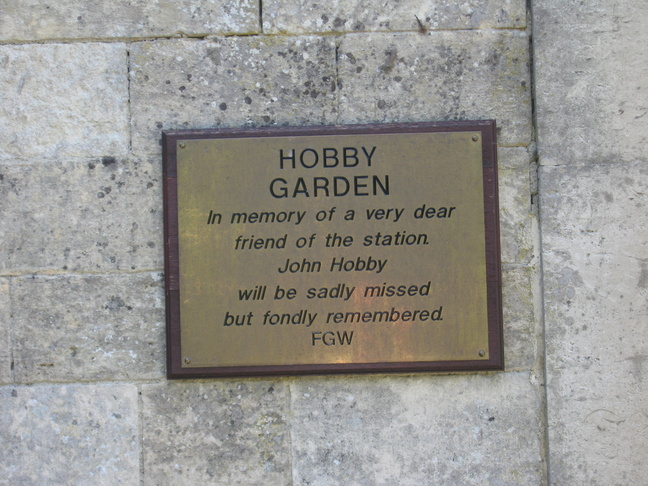 HOBBY
GARDEN
In memory of a very dear
friend of the station.
John Hobby
will be sadly missed
but fondly remembered.
FGW